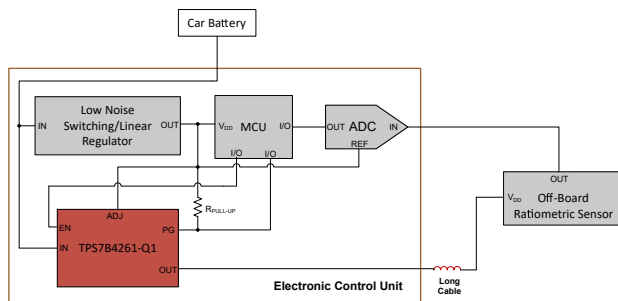 Car Battery
Low Noise
Switching/Linear
Regulator
IN
OUT
VDD
MCU
I/O
I/O
I/O
OUT
ADC
IN
REF
OUT
VDD
Off-Board
Ratiometric Sensor
ADJ
RPULL-UP
EN
PG
TPS7B4261-Q1
IN
OUT
Electronic Control Unit
Long
Cable